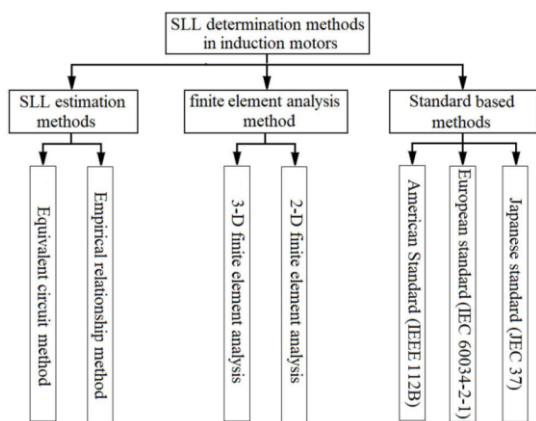 SLL determination methods
in induction motors
SLL estimation
methods
finite element analysis
method
Standard based
methods
Equivalent circuit method
Empirical relationship method
3-D finite element analysis
2-D finite element analysis
American Standard (IEEE 112B)
European standard (IEC 60034-2-1)
Japanese standard (JEC 37)